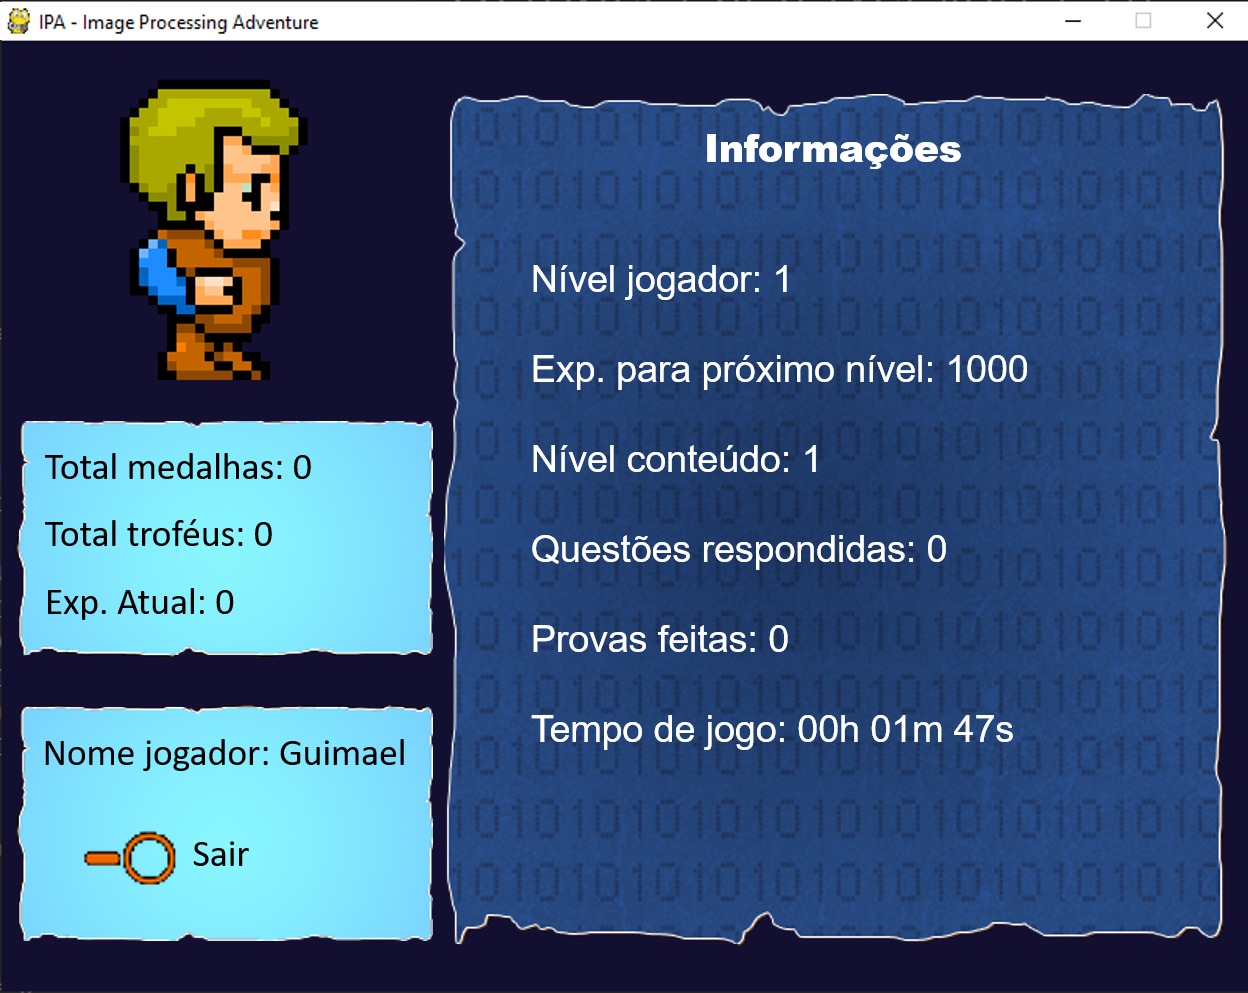 IPA - Image Processing Adventure
Informações
Nível jogador: 1
Exp. para próximo nível: 1000
Nível conteúdo: 1
Questões respondidas: 0
Provas feitas: 0
Tempo de jogo: 00h 01m 47s
Total medalhas: 0
Total troféus: 0
Exp. Atual: 0
Nome jogador: Guimael
Sair